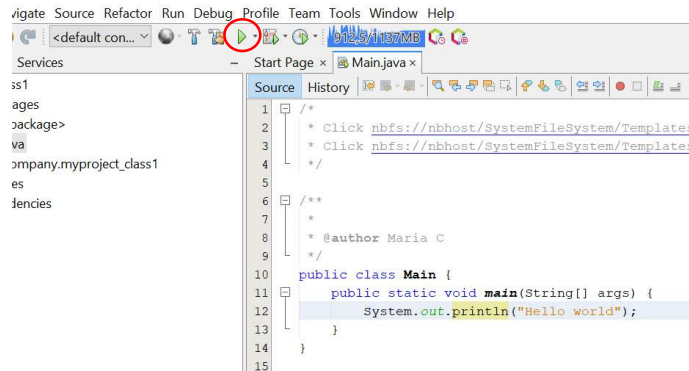 vigate Source Refactor Run Debug Profile Team Tools Window Help
<default con...
912,5/1137MB
Services
Start Page × Main.java ×
ss1
Source History
ages
package>
va
ompany.myproject_class1
es
dencies
1 /*
2 * Click nbfs://nbhost/SystemFileSystem/Templates
3 * Click nbfs://nbhost/SystemFileSystem/Templates
4 */
5
6 /**
7 *
8 * @author Maria C
9 */
10 public class Main {
11 public static void main(String[] args) {
12 System.out.println("Hello world");
13 }
14 }
15